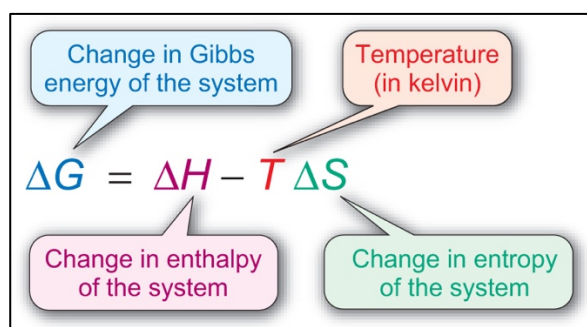 Change in Gibbs
energy of the system
Temperature
(in kelvin)
ΔG = ΔH – T ΔS
Change in enthalpy
of the system
Change in entropy
of the system